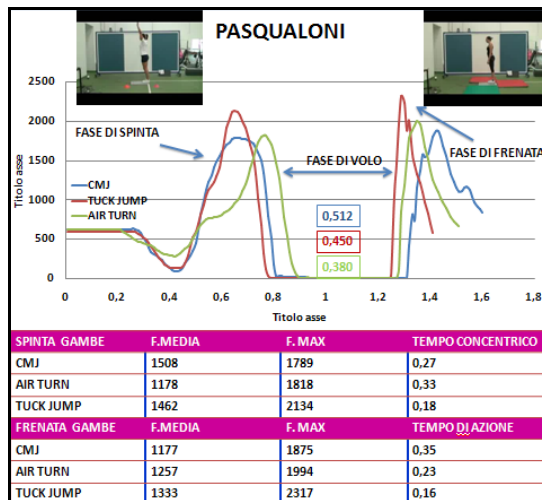 PASQUALONI
2500
2000
1500
1000
500
0
Titolo asse
FASE DI SPINTA
FASE DI VOLO
FASE DI FRENATA
CMJ
TUCK JUMP
AIR TURN
0,512
0,450
0,380
0 0,2 0,4 0,6 0,8 1 1,2 1,4 1,6 1,8
Titolo asse
SPINTA GAMBE F.MEDIA F. MAX TEMPO CONCENTRICO
CMJ 1508 1789 0,27
AIR TURN 1178 1818 0,33
TUCK JUMP 1462 2134 0,18
FRENATA GAMBE F.MEDIA F. MAX TEMPO DI AZIONE
CMJ 1177 1875 0,35
AIR TURN 1257 1994 0,23
TUCK JUMP 1333 2317 0,16